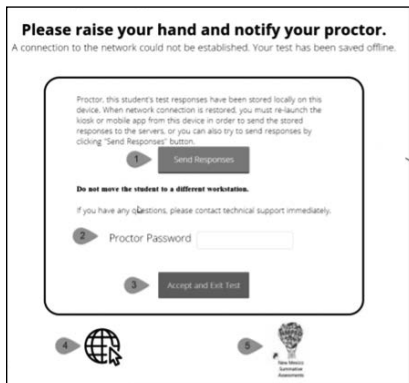 Please raise your hand and notify your proctor.
A connection to the network could not be established. Your test has been saved offline.
Proctor, this student's test responses have been stored locally on this
device. When network connection is restored, you must re-launch the
kiosk or mobile app from this device in order to send the stored
responses to the servers, or you can also try to send responses by
clicking "Send Responses" button.
1 Send Responses
Do not move the student to a different workstation.
If you have any questions, please contact technical support immediately.
2 Proctor Password
3 Accept and Exit Test
4 5
New Mexico
Summative
Assessments